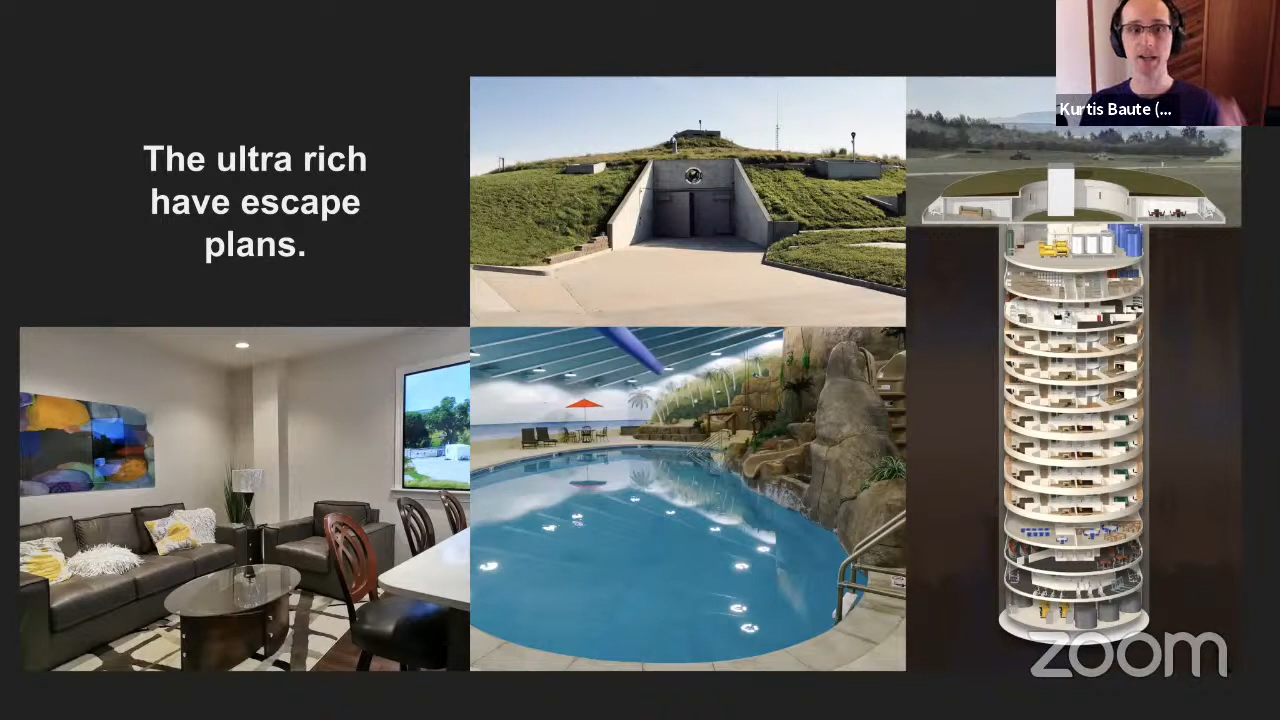 The ultra rich
have escape
plans.
Kurtis Baute (...
zoom